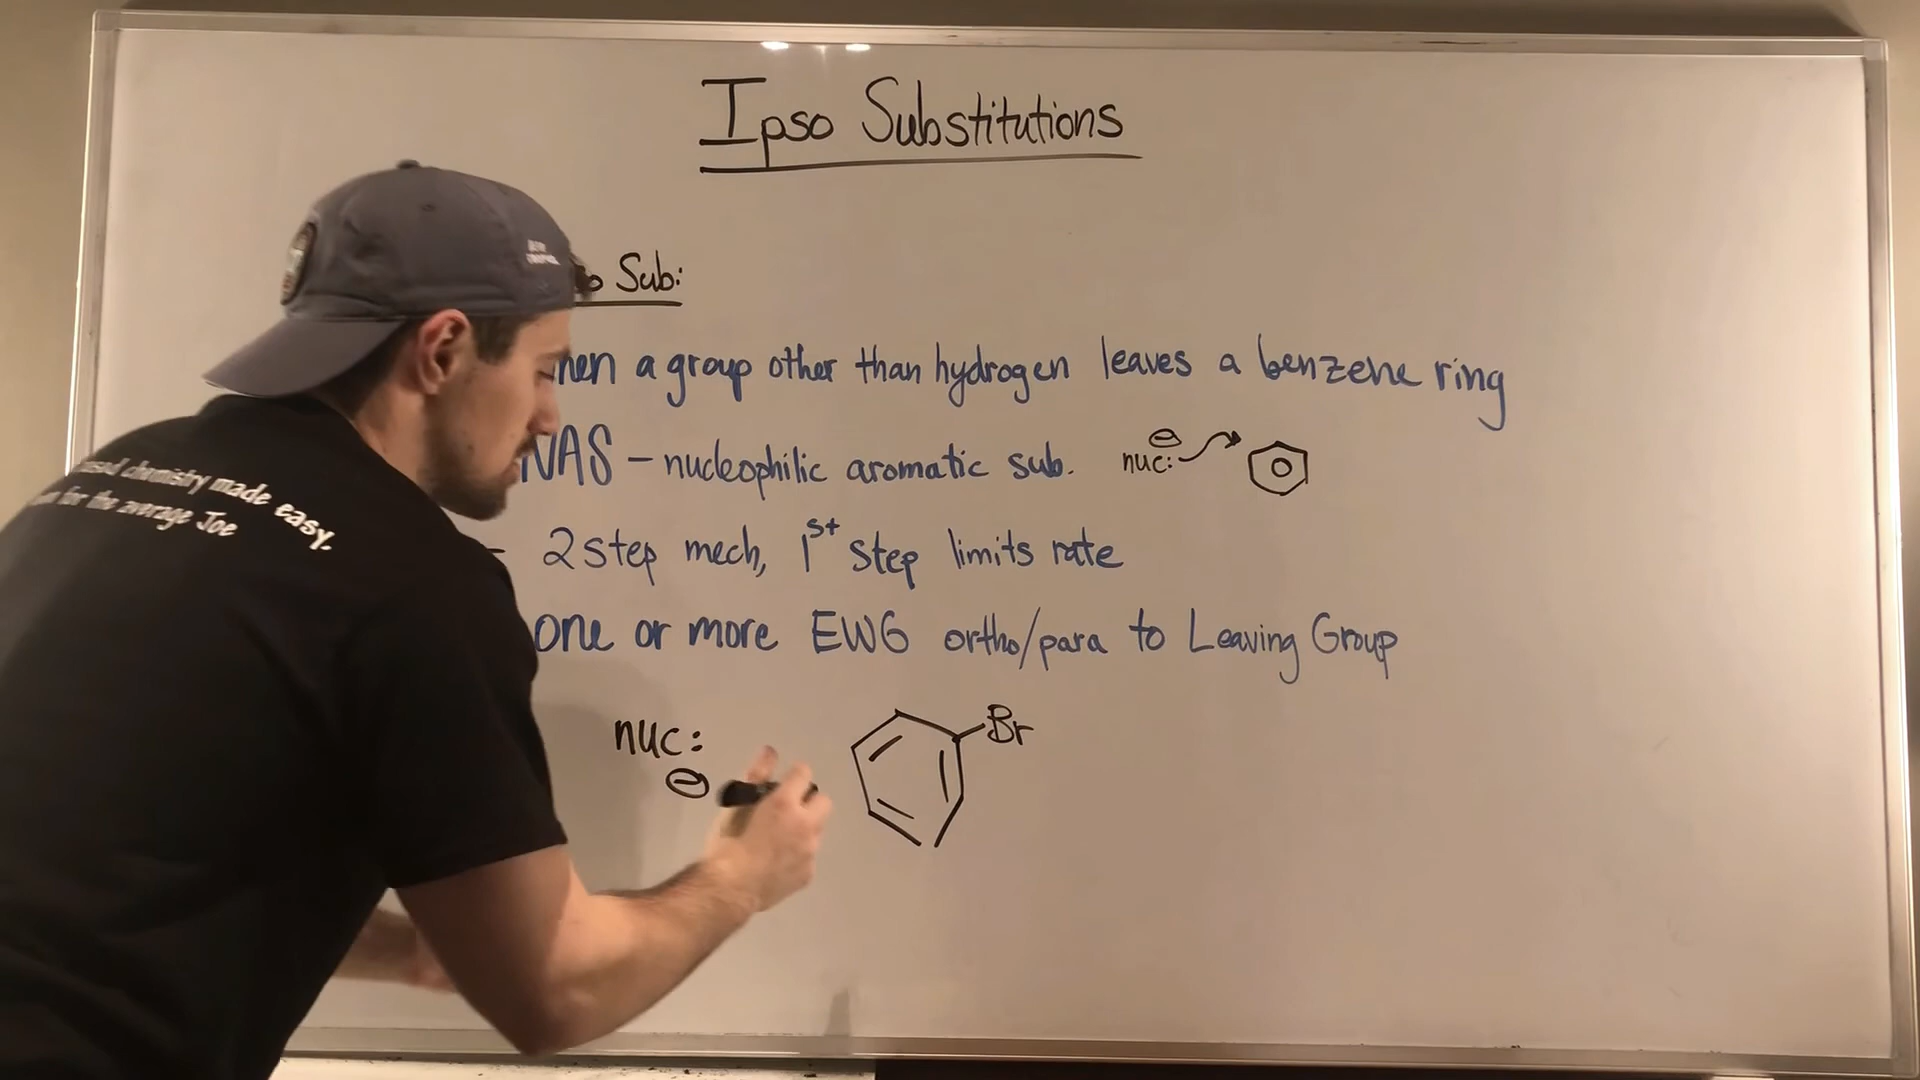 Ipso Substitutions
Sub:
a group other than hydrogen leaves a benzene ring
NAS – nucleophilic aromatic sub. nuc: ⊖
- 2 step mech, 1st step limits rate
one or more EWG ortho/para to Leaving Group
nuc: Br
⊖
chemistry made easy.
for the average Joe